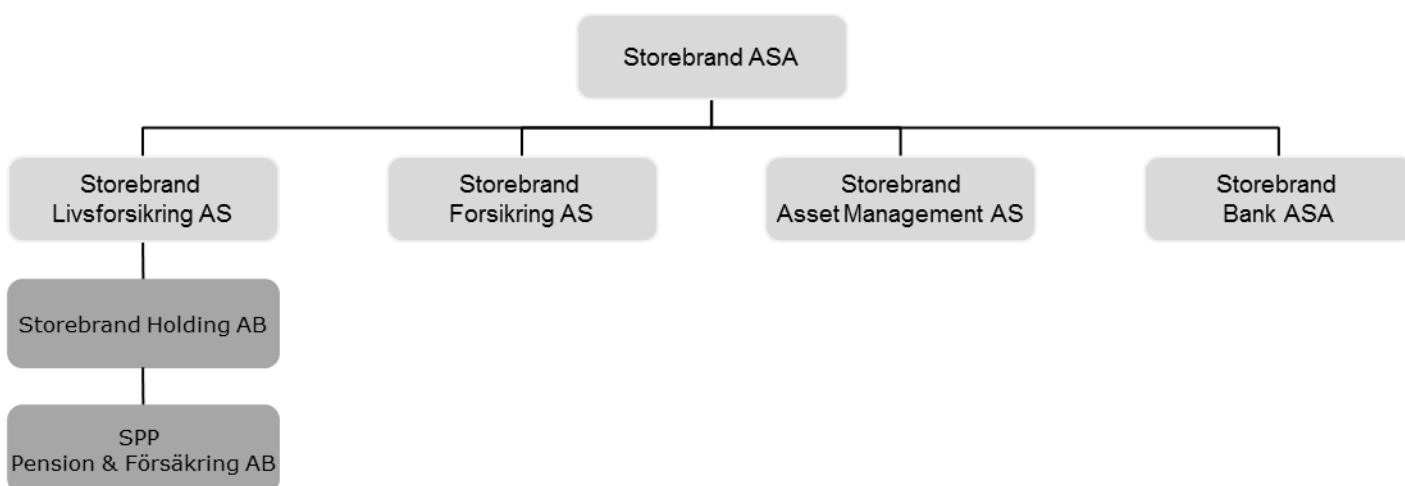 Storebrand ASA
Storebrand
Livsforsikring AS
Storebrand
Forsikring AS
Storebrand
Asset Management AS
Storebrand
Bank ASA
Storebrand Holding AB
SPP
Pension & Försäkring AB